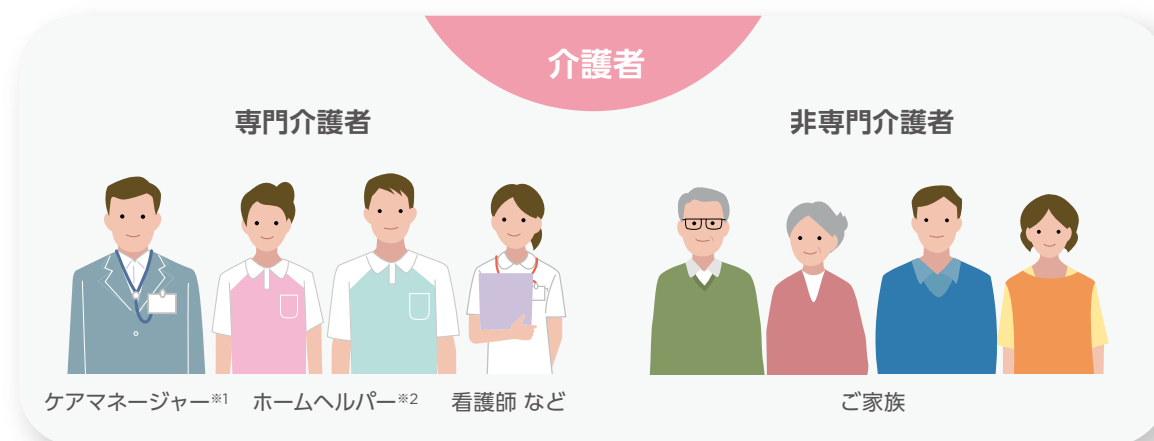 介護者
専門介護者
非専門介護者
ケアマネージャー※1
ホームヘルパー※2
看護師 など
ご家族